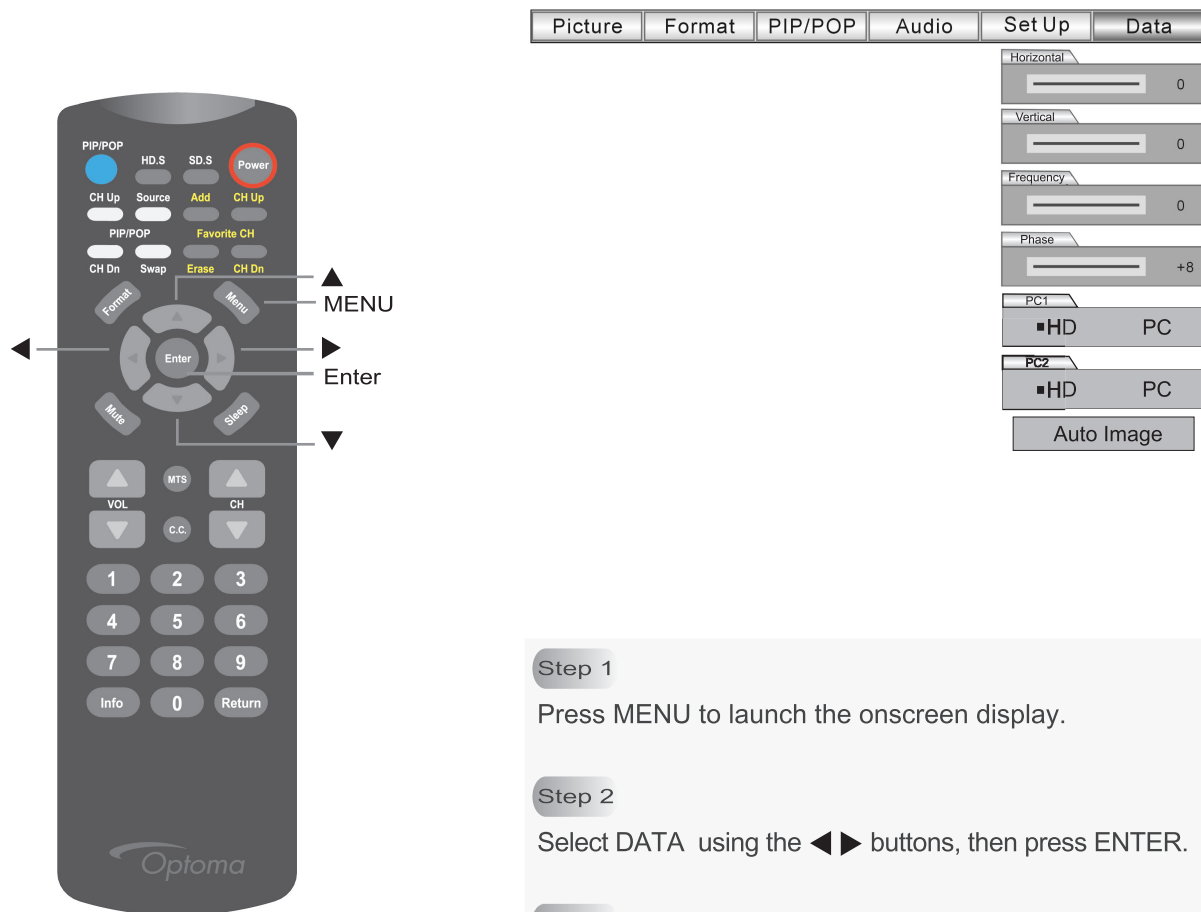 PIP/POP
HD.S SD.S Power
CH Up Source Add CH Up
PIP/POP Favorite CH
CH Dn Swap Erase CH Dn
Format Menu
Enter
Mute Sleep
MTS
VOL CH
C.C.
1 2 3
4 5 6
7 8 9
Info 0 Return
Optoma
▲
MENU
◀ ▶
Enter
▼
Picture Format PIP/POP Audio Set Up Data
Horizontal
0
Vertical
0
Frequency
0
Phase
+8
PC1
▪HD PC
PC2
▪HD PC
Auto Image
Step 1
Press MENU to launch the onscreen display.
Step 2
Select DATA using the ◀ ▶ buttons, then press ENTER.